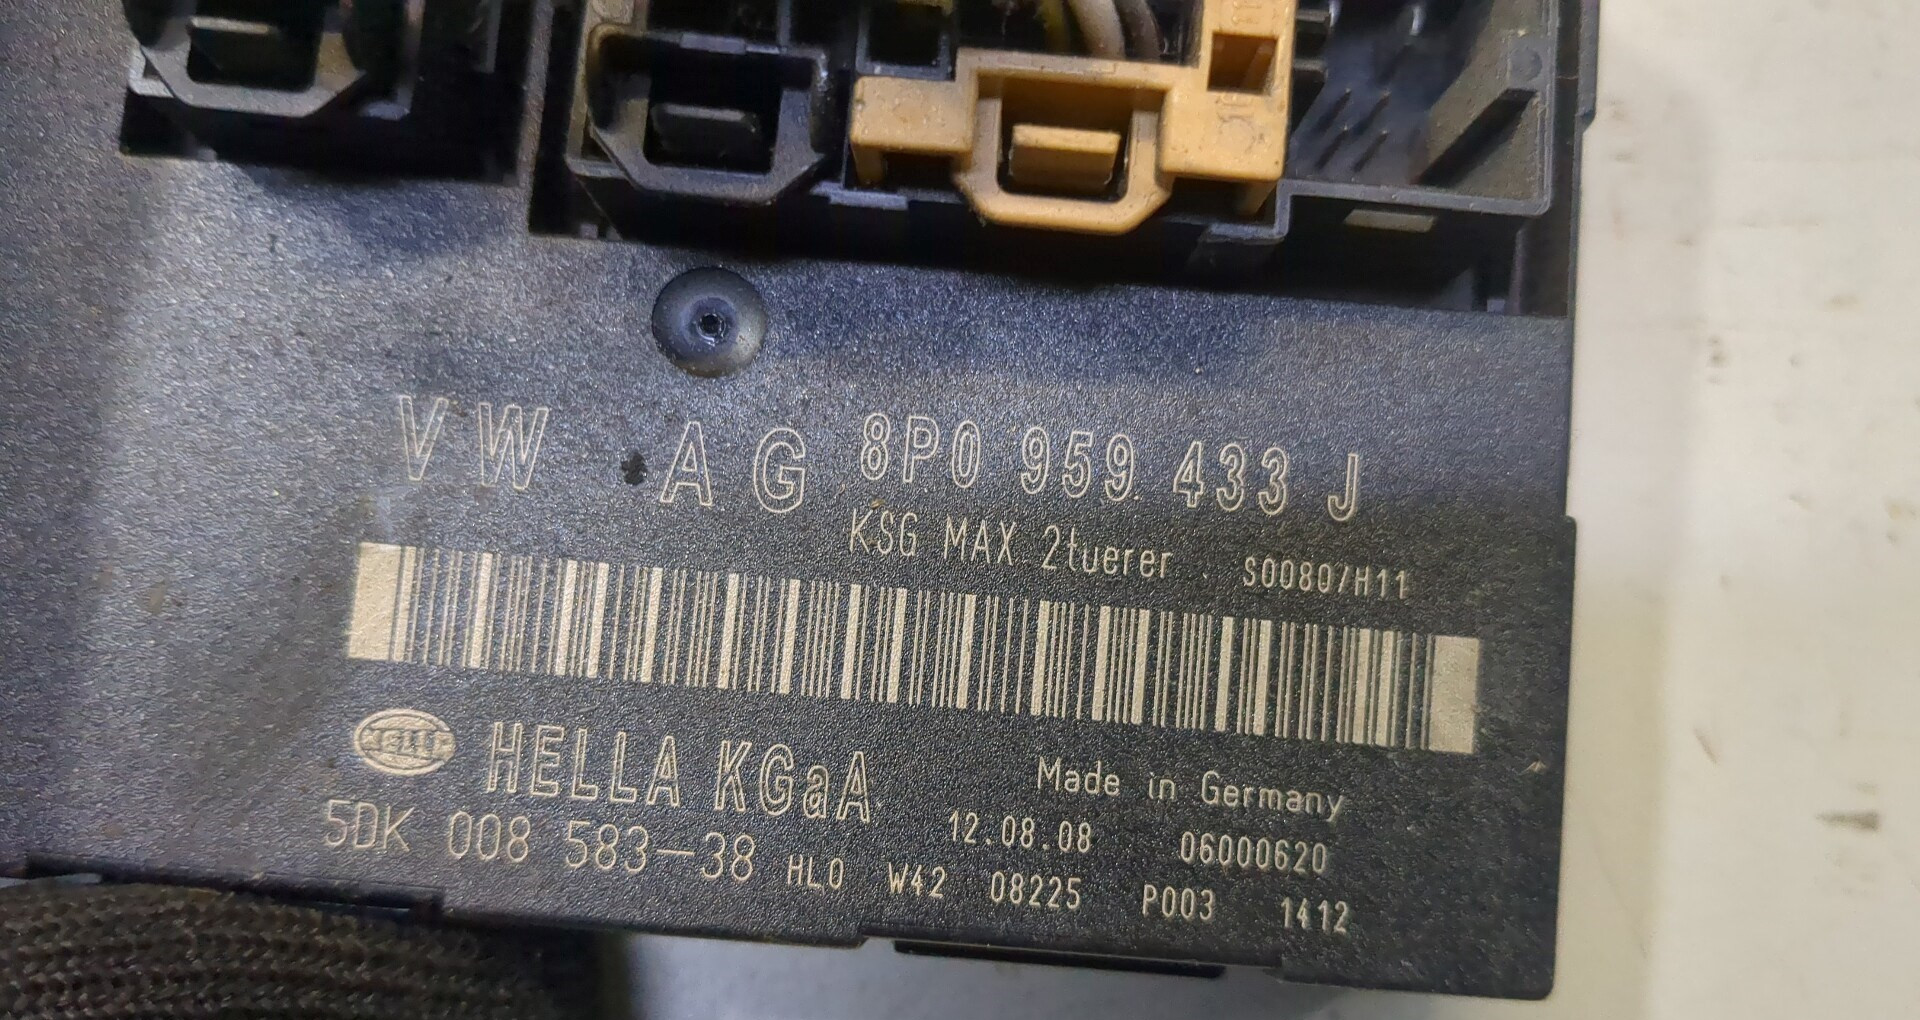 VW AG 8P0 959 433 J
KSG MAX 2tuerer S00807H11
HELLA HELLA KGaA Made in Germany
5DK 008 583-38 12.08.08 06000620
HL0 W42 08225 P003 1412